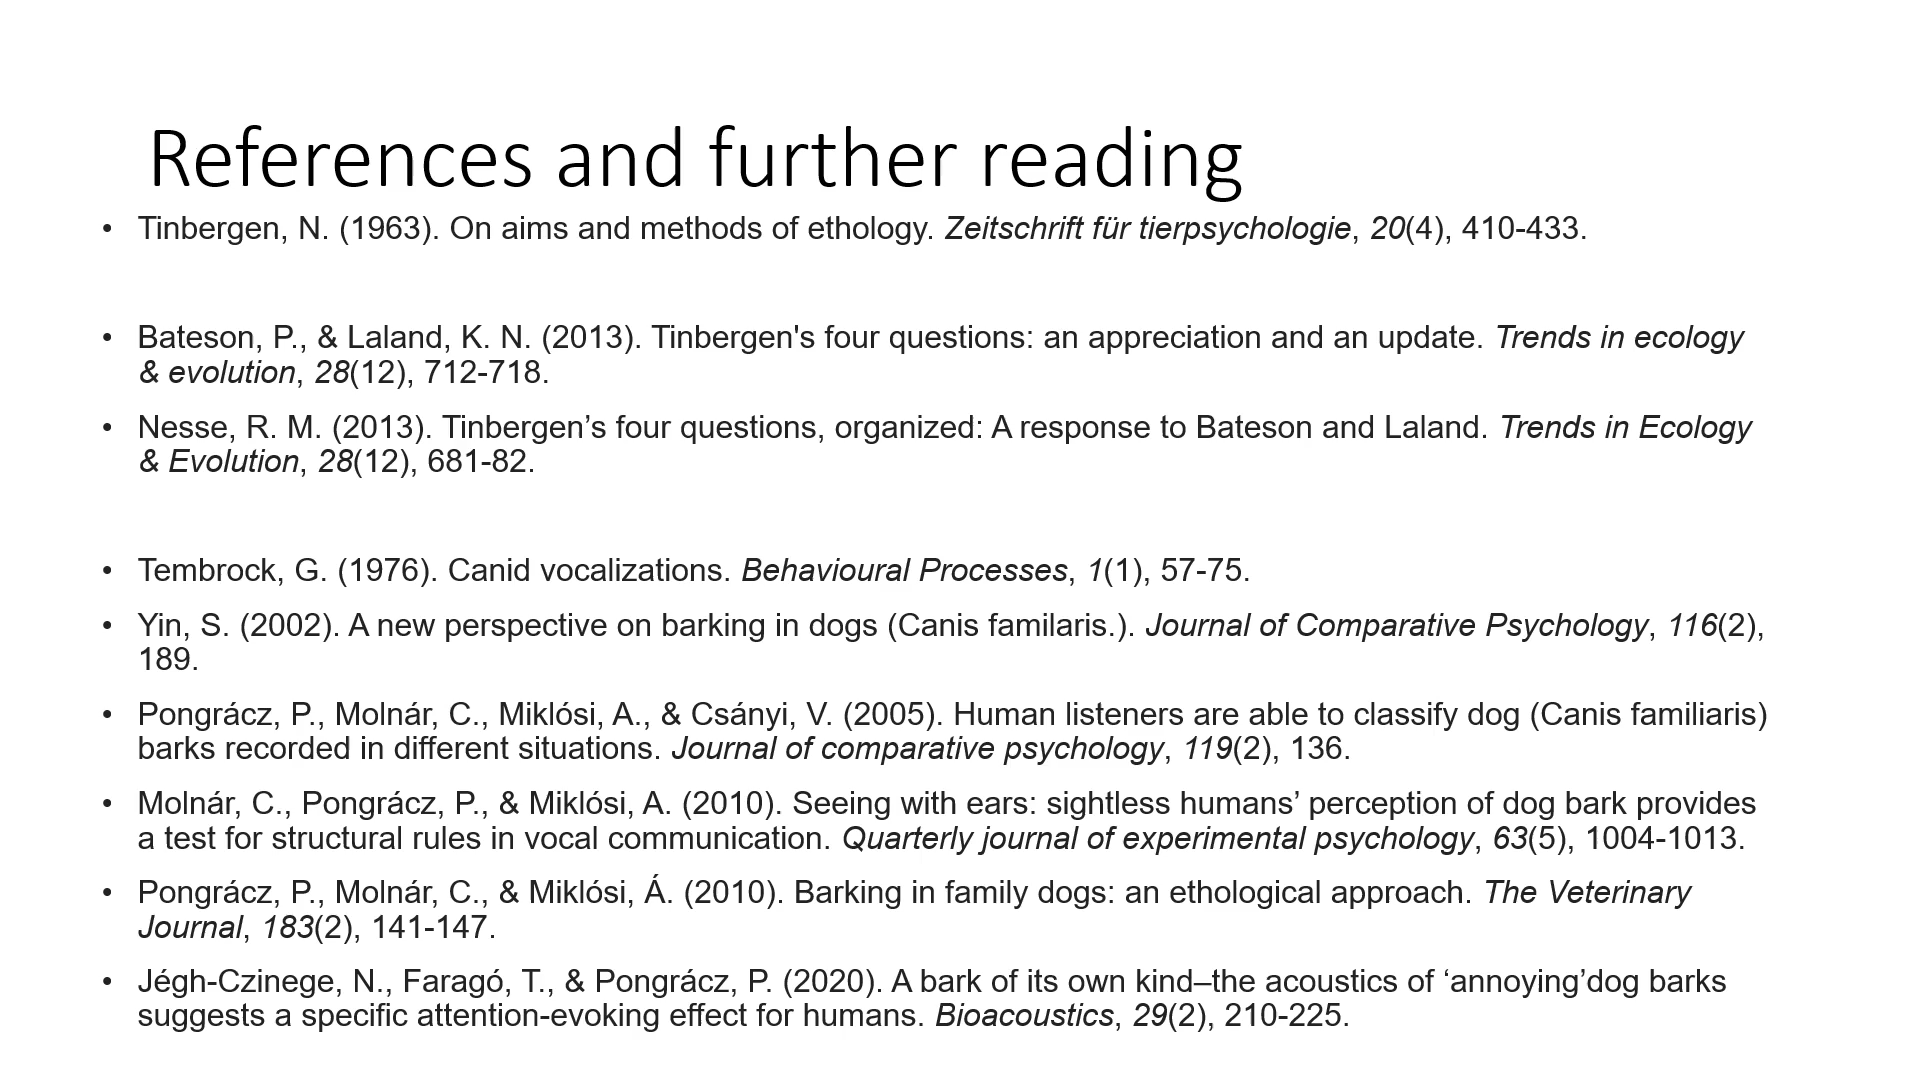 References and further reading
• Tinbergen, N. (1963). On aims and methods of ethology. Zeitschrift für tierpsychologie, 20(4), 410-433.
• Bateson, P., & Laland, K. N. (2013). Tinbergen's four questions: an appreciation and an update. Trends in ecology
& evolution, 28(12), 712-718.
• Nesse, R. M. (2013). Tinbergen’s four questions, organized: A response to Bateson and Laland. Trends in Ecology
& Evolution, 28(12), 681-82.
• Tembrock, G. (1976). Canid vocalizations. Behavioural Processes, 1(1), 57-75.
• Yin, S. (2002). A new perspective on barking in dogs (Canis familaris.). Journal of Comparative Psychology, 116(2),
189.
• Pongrácz, P., Molnár, C., Miklósi, A., & Csányi, V. (2005). Human listeners are able to classify dog (Canis familiaris)
barks recorded in different situations. Journal of comparative psychology, 119(2), 136.
• Molnár, C., Pongrácz, P., & Miklósi, A. (2010). Seeing with ears: sightless humans’ perception of dog bark provides
a test for structural rules in vocal communication. Quarterly journal of experimental psychology, 63(5), 1004-1013.
• Pongrácz, P., Molnár, C., & Miklósi, Á. (2010). Barking in family dogs: an ethological approach. The Veterinary
Journal, 183(2), 141-147.
• Jégh-Czinege, N., Faragó, T., & Pongrácz, P. (2020). A bark of its own kind–the acoustics of ‘annoying’dog barks
suggests a specific attention-evoking effect for humans. Bioacoustics, 29(2), 210-225.